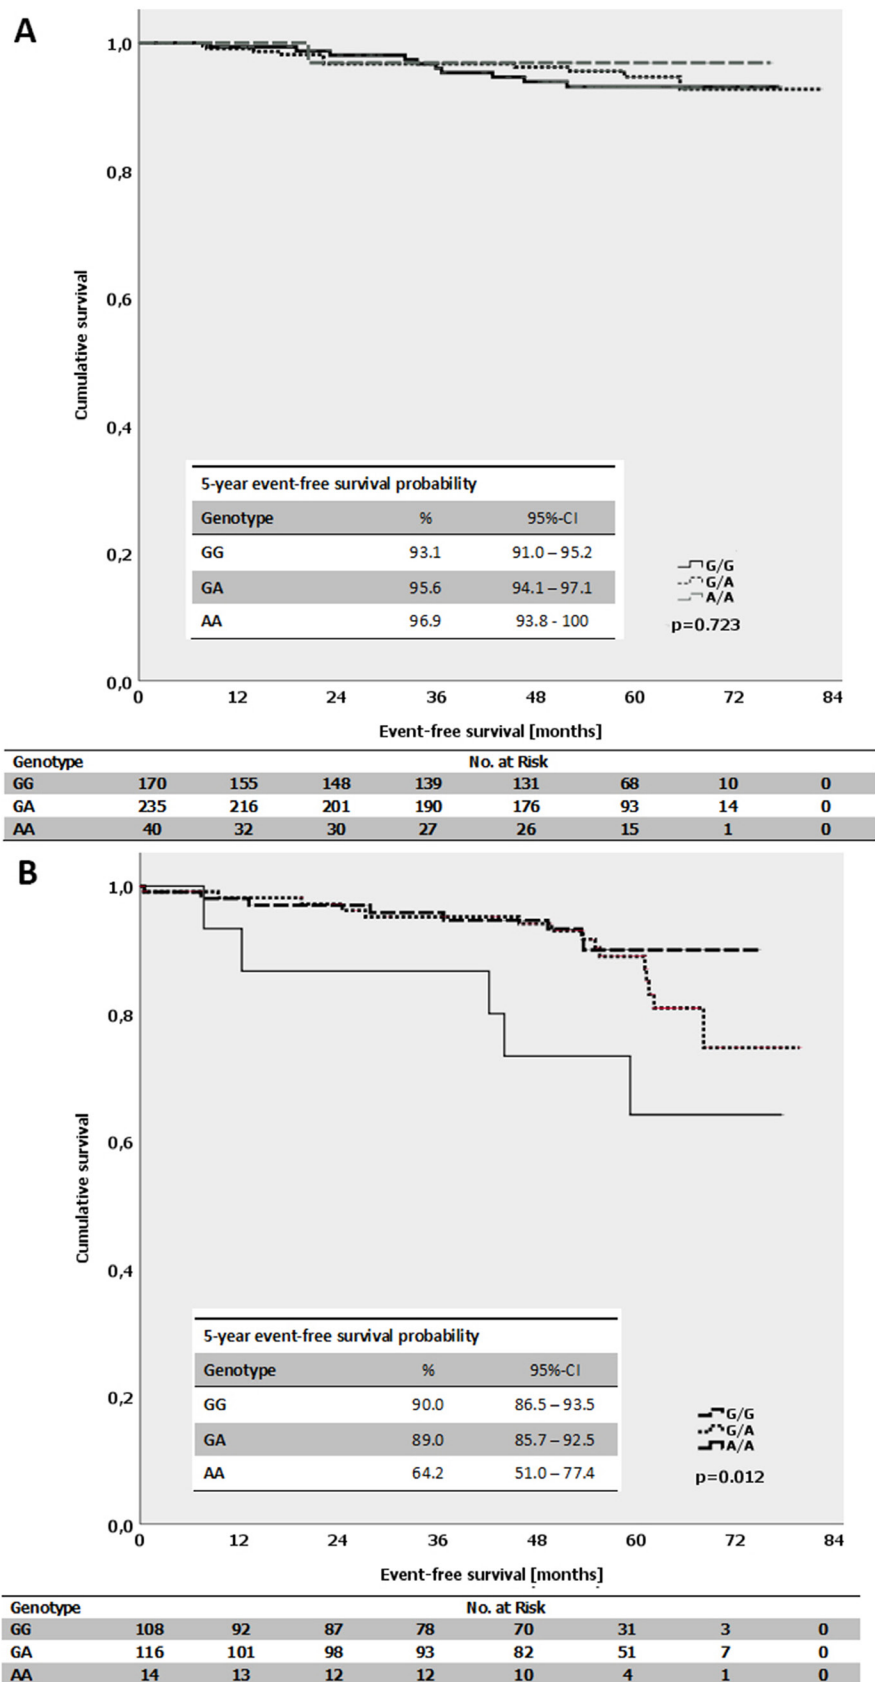 A
1,0
0,8
0,6
0,4
0,2
0,0
Cumulative survival
5-year event-free survival probability
Genotype % 95%-CI
GG 93.1 91.0 – 95.2
GA 95.6 94.1 – 97.1
AA 96.9 93.8 - 100
G/G
G/A
A/A
p=0.723
0 12 24 36 48 60 72 84
Event-free survival [months]
Genotype No. at Risk
GG 170 155 148 139 131 68 10 0
GA 235 216 201 190 176 93 14 0
AA 40 32 30 27 26 15 1 0
B
1,0
0,8
0,6
0,4
0,2
0,0
Cumulative survival
5-year event-free survival probability
Genotype % 95%-CI
GG 90.0 86.5 – 93.5
GA 89.0 85.7 – 92.5
AA 64.2 51.0 – 77.4
G/G
G/A
A/A
p=0.012
0 12 24 36 48 60 72 84
Event-free survival [months]
Genotype No. at Risk
GG 108 92 87 78 70 31 3 0
GA 116 101 98 93 82 51 7 0
AA 14 13 12 12 10 4 1 0